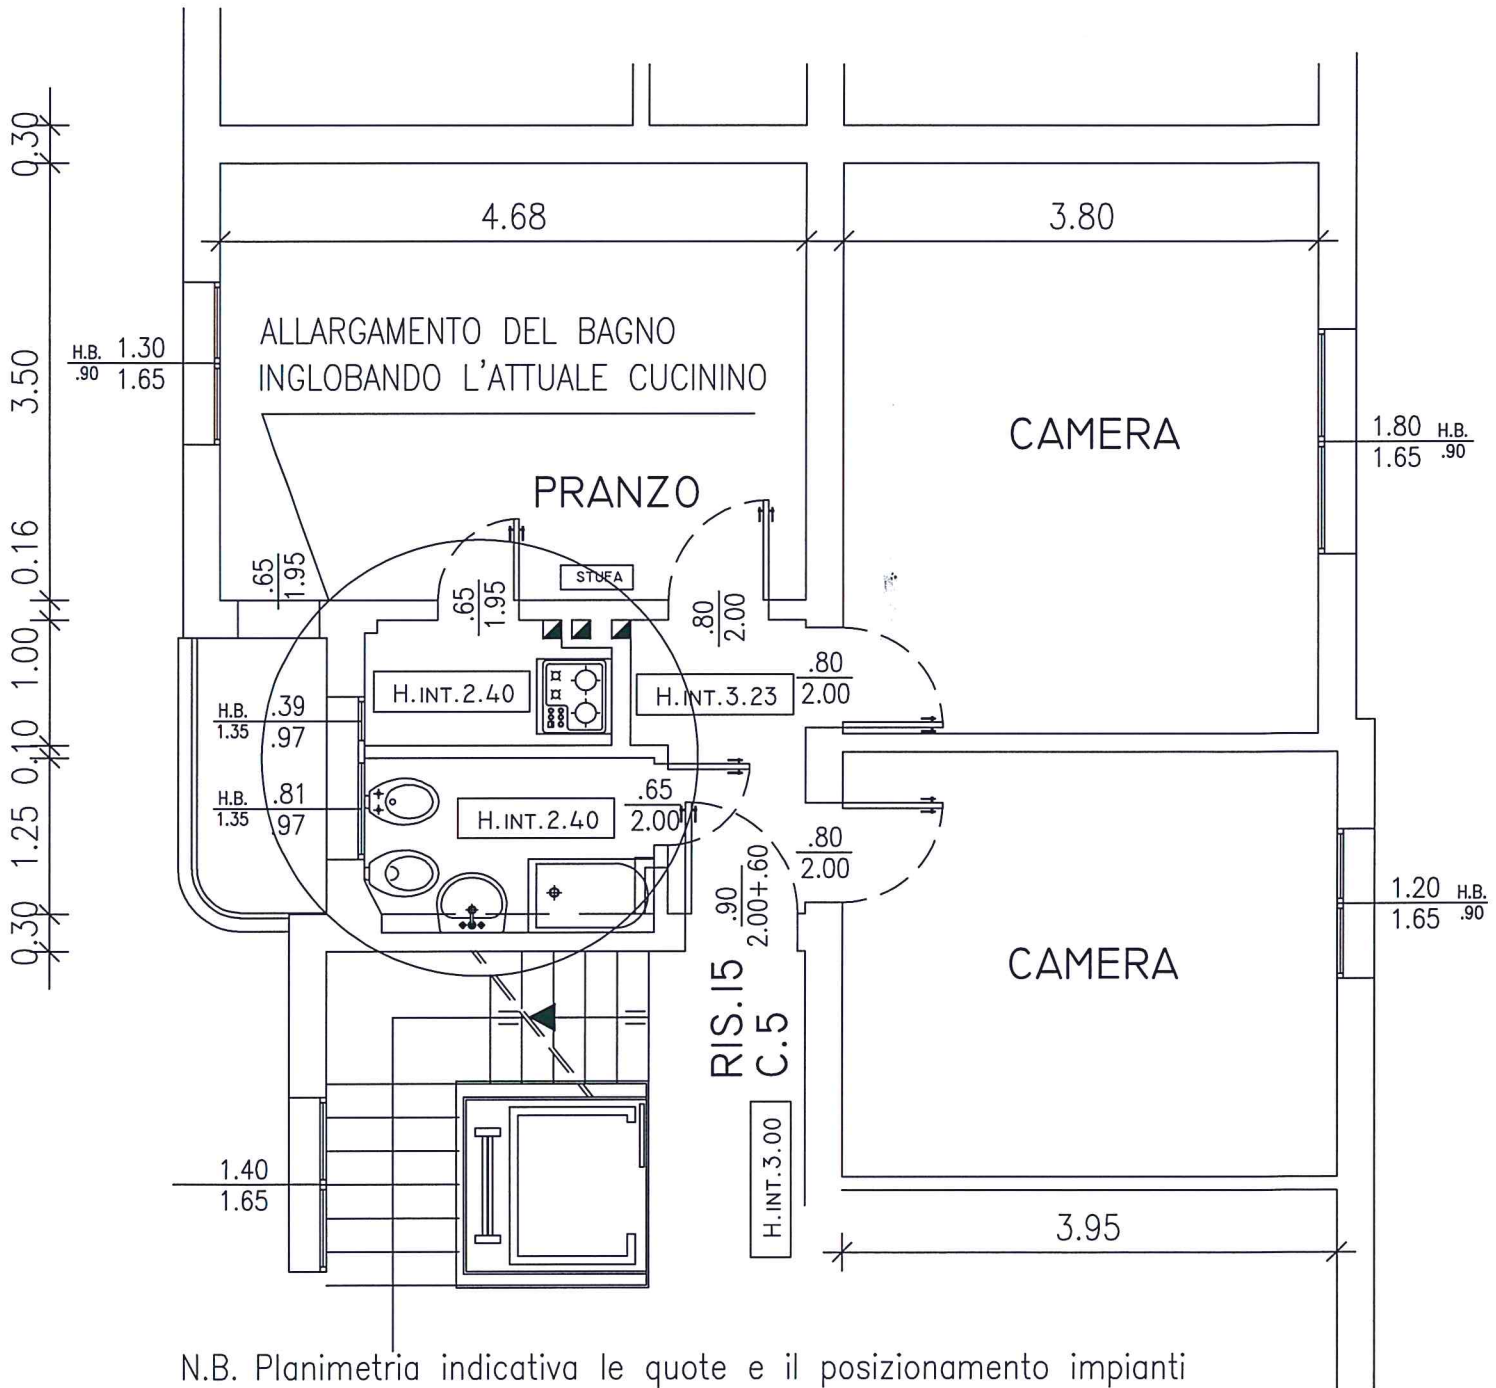 0.30
3.50
0.16
1.00
0.10
1.25
0.30
4.68
3.80
ALLARGAMENTO DEL BAGNO
INGLOBANDO L'ATTUALE CUCININO
H.B. 1.30
.90 1.65
CAMERA
1.80 H.B.
1.65 .90
PRANZO
.65
1.95
.65
1.95
STUFA
.80
2.00
H.INT.2.40
H.INT.3.23
.80
2.00
H.B. .39
1.35 .97
H.B. .81
1.35 .97
H.INT.2.40
.65
2.00
.80
2.00
.90
2.00+.60
1.20 H.B.
1.65 .90
CAMERA
RIS.15
C.5
H.INT.3.00
1.40
1.65
3.95
N.B. Planimetria indicativa le quote e il posizionamento impianti